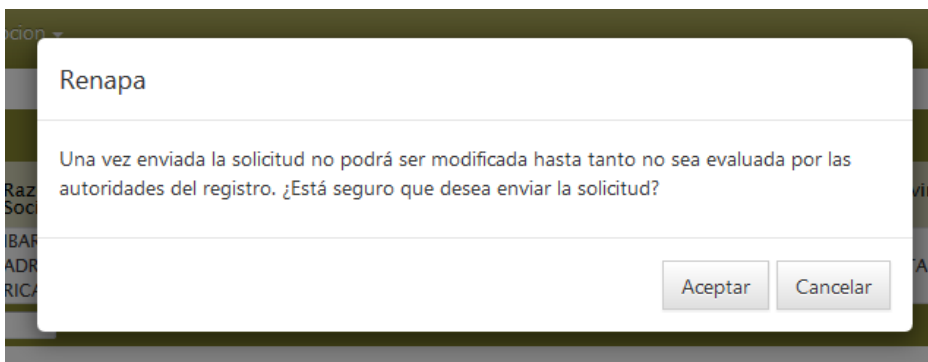 Renapa
Una vez enviada la solicitud no podrá ser modificada hasta tanto no sea evaluada por las
autoridades del registro. ¿Está seguro que desea enviar la solicitud?
Aceptar Cancelar